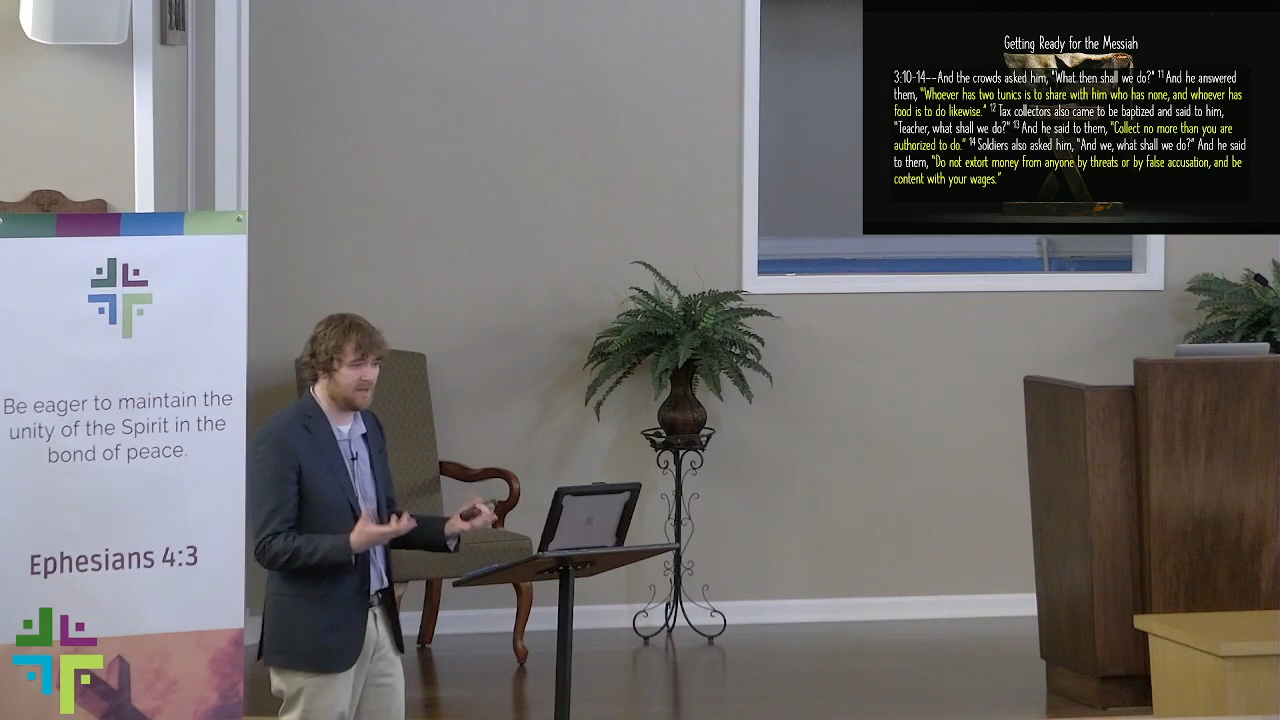 Getting Ready for the Messiah
3:10-14--And the crowds asked him, "What then shall we do?" 11 And he answered
them, "Whoever has two tunics is to share with him who has none, and whoever has
food is to do likewise." 12 Tax collectors also came to be baptized and said to him,
"Teacher, what shall we do?" 13 And he said to them, "Collect no more than you are
authorized to do." 14 Soldiers also asked him, "And we, what shall we do?" And he said
to them, "Do not extort money from anyone by threats or by false accusation, and be
content with your wages."
Be eager to maintain the
unity of the Spirit in the
bond of peace.
Ephesians 4:3